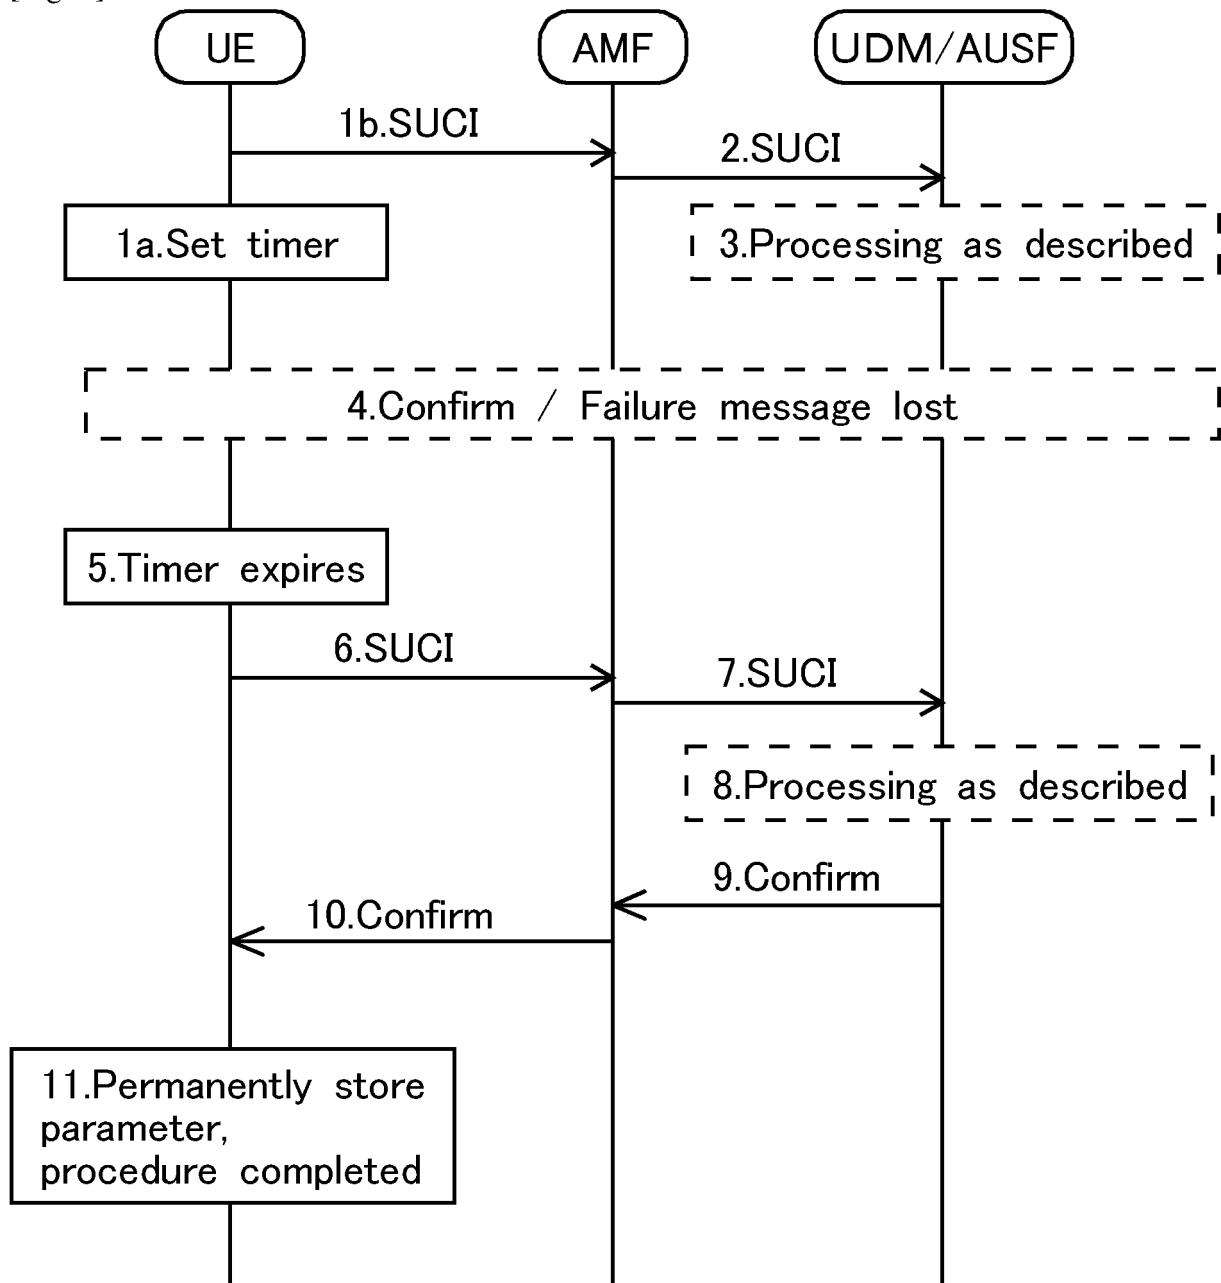 UE
AMF
UDM/AUSF
1b.SUCI
2.SUCI
1a.Set timer
3.Processing as described
4.Confirm / Failure message lost
5.Timer expires
6.SUCI
7.SUCI
8.Processing as described
9.Confirm
10.Confirm
11.Permanently store
parameter,
procedure completed